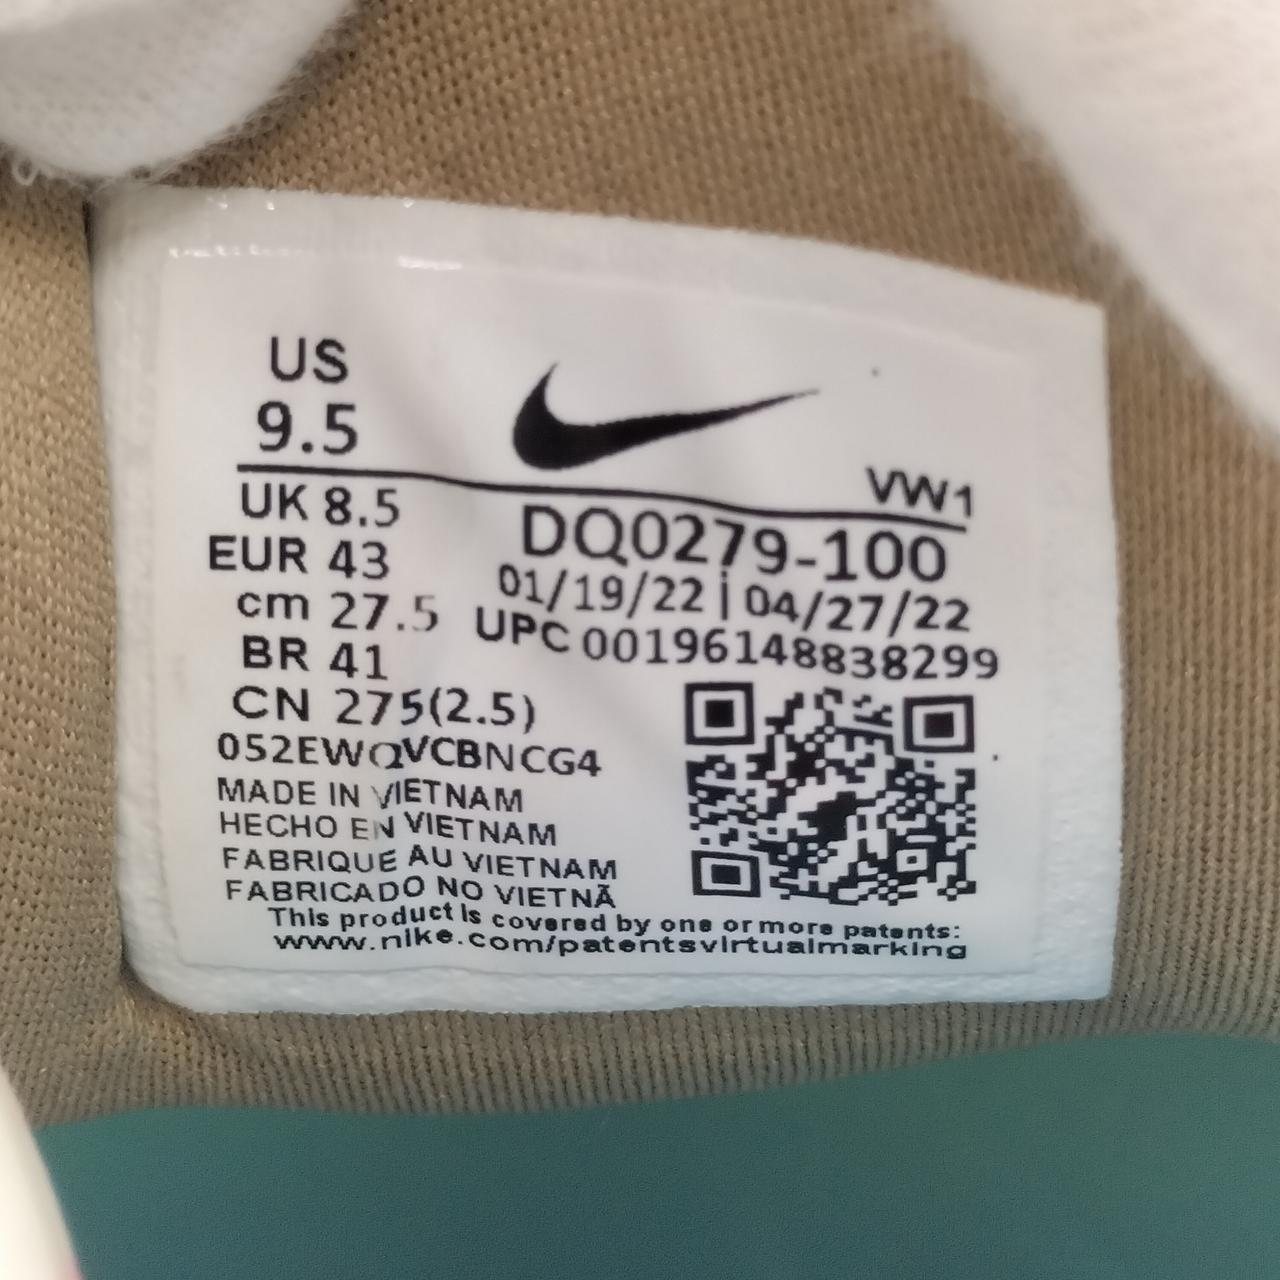 US
9.5
VW1
UK 8.5
EUR 43
cm 27.5
BR 41
CN 275(2.5)
DQ0279-100
01/19/22 | 04/27/22
UPC 00196148838299
052EWQVCBNCG4
MADE IN VIETNAM
HECHO EN VIETNAM
FABRIQUE AU VIETNAM
FABRICADO NO VIETNÃ
This product is covered by one or more patents:
www.nike.com/patentsvirtualmarking